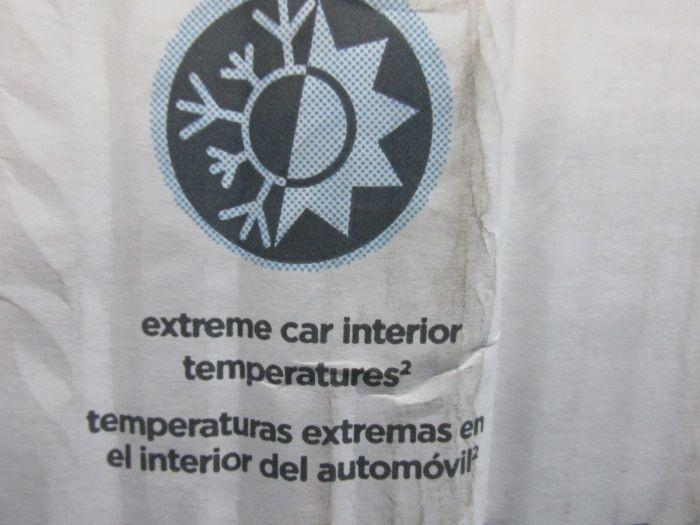 extreme car interior
temperatures²
temperaturas extremas en
el interior del automóvil²